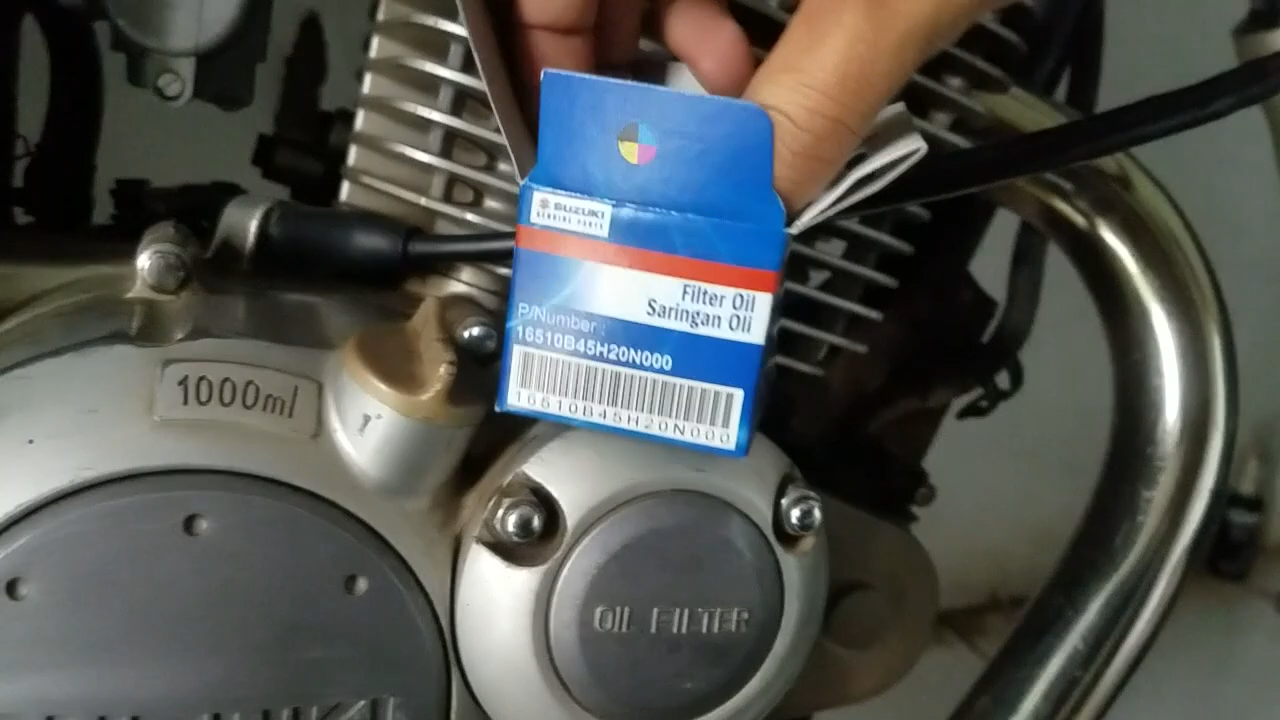 SUZUKI
GENUINE PARTS
Filter Oil
Saringan Oli
P/Number :
16510B45H20N000
16510B45H20N000
1000ml
OIL FILTER